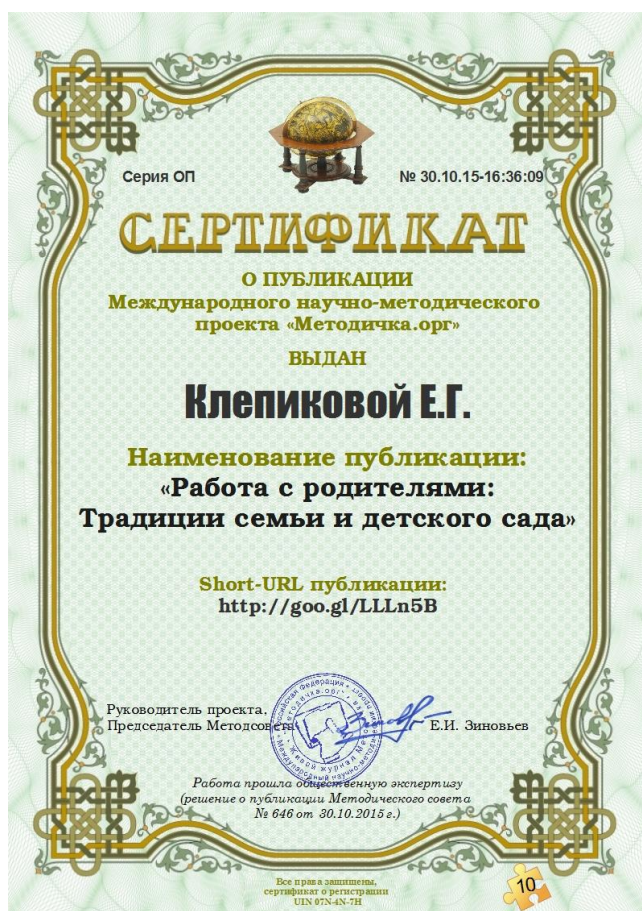 Серия ОП
№ 30.10.15-16:36:09
СЕРТИФИКАТ
О ПУБЛИКАЦИИ
Международного научно-методического
проекта «Методичка.орг»
ВЫДАН
Клепиковой Е.Г.
Наименование публикации:
«Работа с родителями:
Традиции семьи и детского сада»
Short-URL публикации:
http://goo.gl/LLLn5B
Руководитель проекта,
Председатель Методсовета
Е.И. Зиновьев
Работа прошла общественную экспертизу
(решение о публикации Методического совета
№ 646 от 30.10.2015 г.)
Все права защищены,
сертификат о регистрации
UIN 07N-4N-7H
10